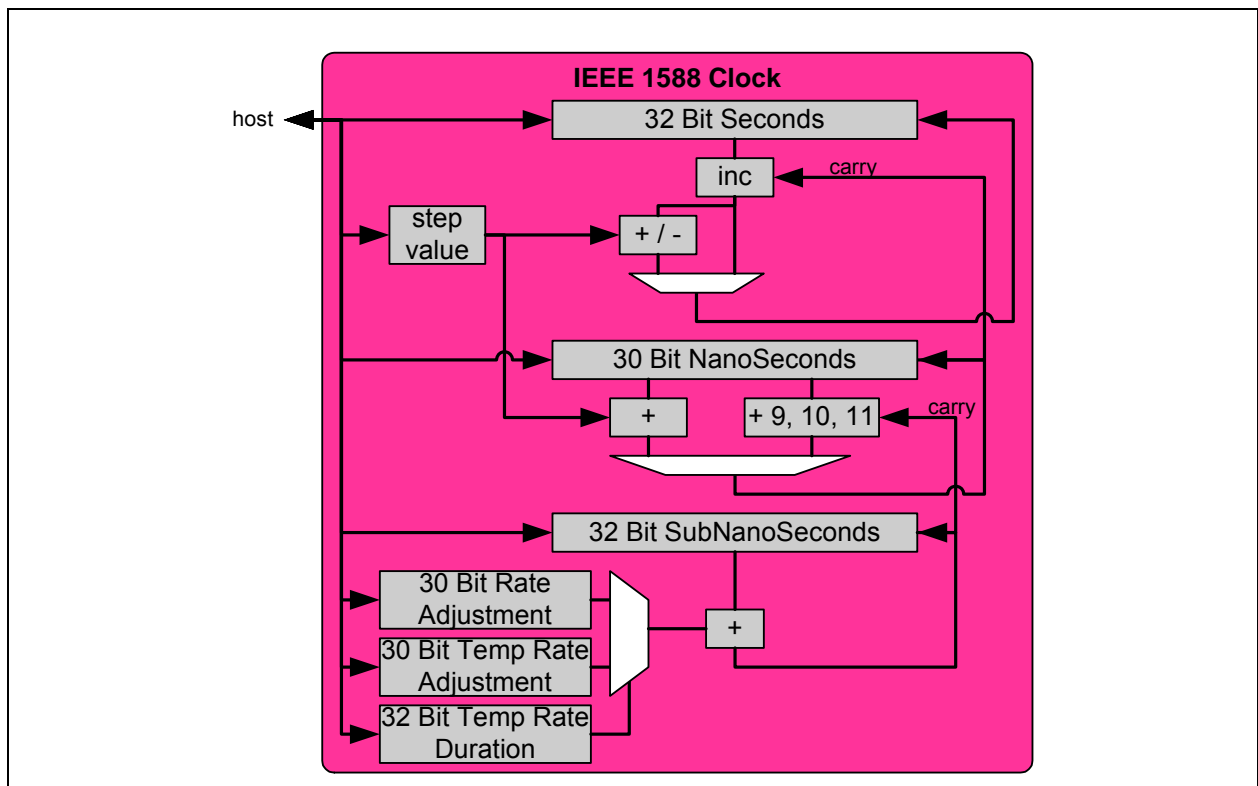 IEEE 1588 Clock
host
32 Bit Seconds
inc
carry
step
value
+ / -
30 Bit NanoSeconds
+
+ 9, 10, 11
carry
32 Bit SubNanoSeconds
30 Bit Rate
Adjustment
+
30 Bit Temp Rate
Adjustment
32 Bit Temp Rate
Duration